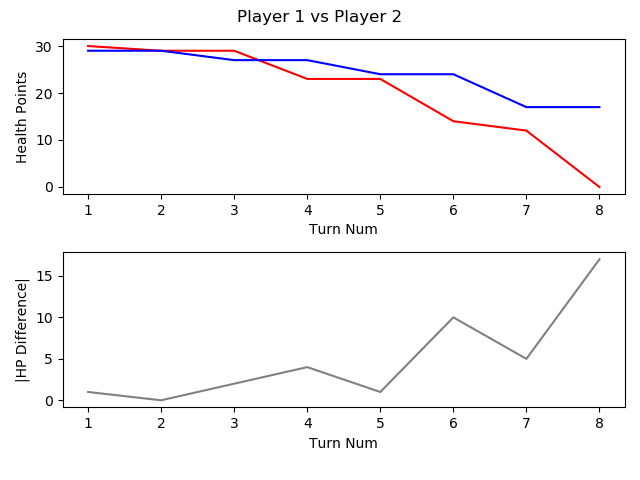 Player 1 vs Player 2
30
20
10
0
Health Points
1 2 3 4 5 6 7 8
Turn Num
15
10
5
0
|HP Difference|
1 2 3 4 5 6 7 8
Turn Num